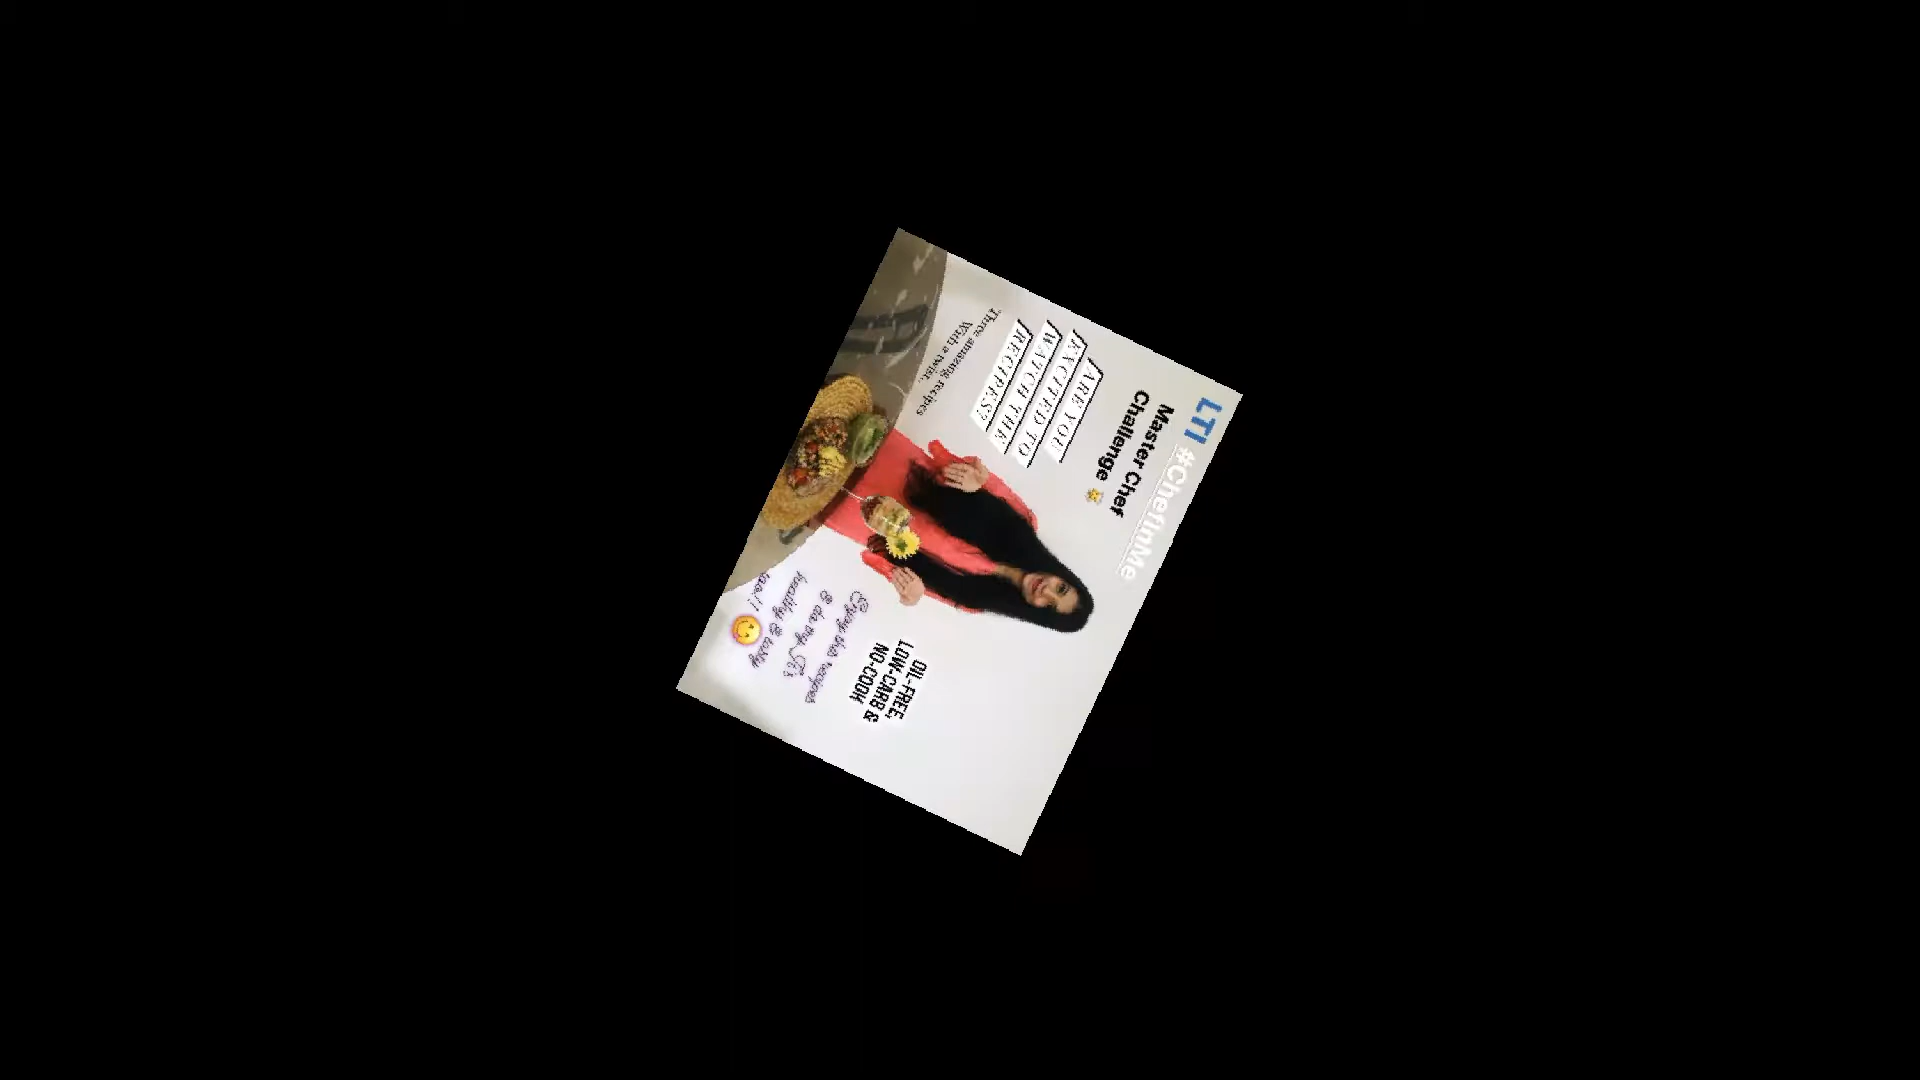 LTI #ChefInMe
Master Chef
Challenge
ARE YOU
EXCITED TO
WATCH THE
RECIPES?
Three amazing recipes
With a twist..
OIL-FREE,
LOW-CARB &
NO-COOK
Enjoy this recipes
& do try. It's
healthy & tasty
too!!